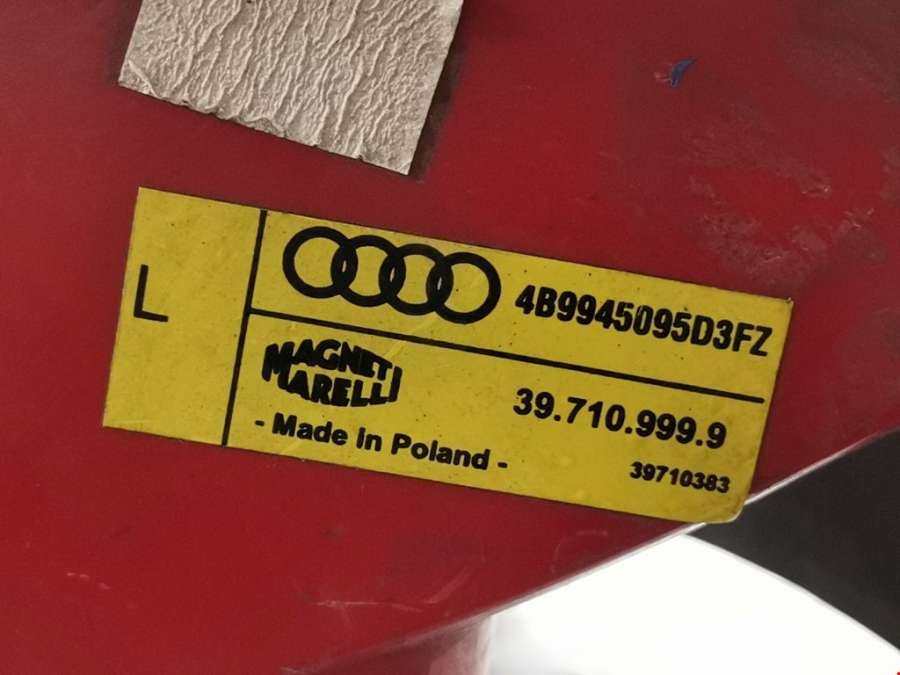 L
4B9945095D3FZ
MAGNETI
MARELLI
39.710.999.9
- Made in Poland -
39710383